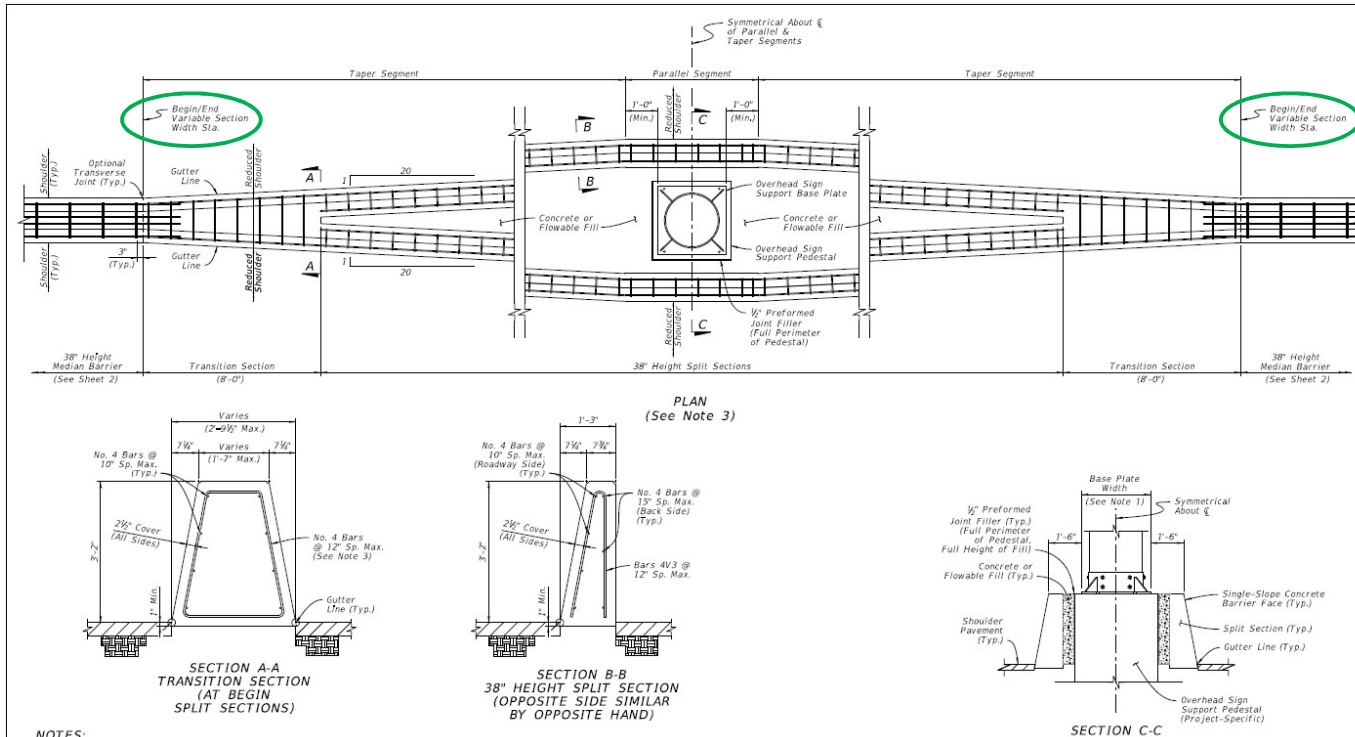 Symmetrical About ℄
of Parallel &
Taper Segments
Taper Segment
Parallel Segment
Taper Segment
Begin/End
Variable Section
Width Sta.
1'-0"
(Min.)
Reduced
Shoulder
C
1'-0"
(Min.)
Begin/End
Variable Section
Width Sta.
Shoulder
(Typ.)
Optional
Transverse
Joint (Typ.)
Gutter
Line
Reduced
Shoulder
A
1
20
B
B
Overhead Sign
Support Base Plate
Concrete or
Flowable Fill
Concrete or
Flowable Fill
Overhead Sign
Support Pedestal
Shoulder
(Typ.)
3"
(Typ.)
Gutter
Line
Reduced
Shoulder
A
1
20
Reduced
Shoulder
C
½" Preformed
Joint Filler
(Full Perimeter
of Pedestal)
38" Height
Median Barrier
(See Sheet 2)
Transition Section
(8'-0")
38" Height Split Sections
Transition Section
(8'-0")
38" Height
Median Barrier
(See Sheet 2)
PLAN
(See Note 3)
Varies
(2'-9½" Max.)
7¼"
Varies
(1'-7" Max.)
7¼"
No. 4 Bars @
10" Sp. Max.
(Typ.)
2½" Cover
(All Sides)
3'-2"
1" Min.
No. 4 Bars
@ 12" Sp. Max.
(See Note 3)
Gutter
Line (Typ.)
SECTION A-A
TRANSITION SECTION
(AT BEGIN
SPLIT SECTIONS)
1'-3"
7¼"
7¾"
No. 4 Bars @
10" Sp. Max.
(Roadway Side)
(Typ.)
No. 4 Bars @
15" Sp. Max.
(Back Side)
(Typ.)
2½" Cover
(All Sides)
3'-2"
1" Min.
Bars 4V3 @
12" Sp. Max.
SECTION B-B
38" HEIGHT SPLIT SECTION
(OPPOSITE SIDE SIMILAR
BY OPPOSITE HAND)
Base Plate
Width
(See Note 1)
Symmetrical
About ℄
½" Preformed
Joint Filler (Typ.)
(Full Perimeter
of Pedestal,
Full Height of Fill)
1'-6"
1'-6"
Concrete or
Flowable Fill (Typ.)
Single-Slope Concrete
Barrier Face (Typ.)
Shoulder
Pavement
(Typ.)
Split Section (Typ.)
Gutter Line (Typ.)
Overhead Sign
Support Pedestal
(Project-Specific)
SECTION C-C
NOTES: